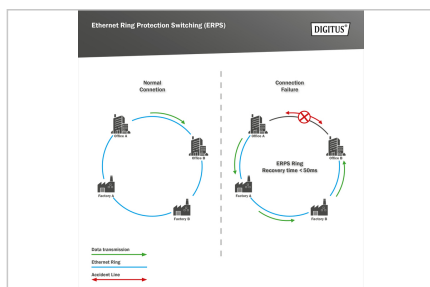 Ethernet Ring Protection Switching (ERPS)
DIGITUS®
Normal
Connetion
Office A
Office B
Factory A
Factory B
Connection
Failure
Office A
Office B
ERPS Ring
Recovery time <50ms
Factory A
Factory B
Data transmission
Ethernet Ring
Accident Line